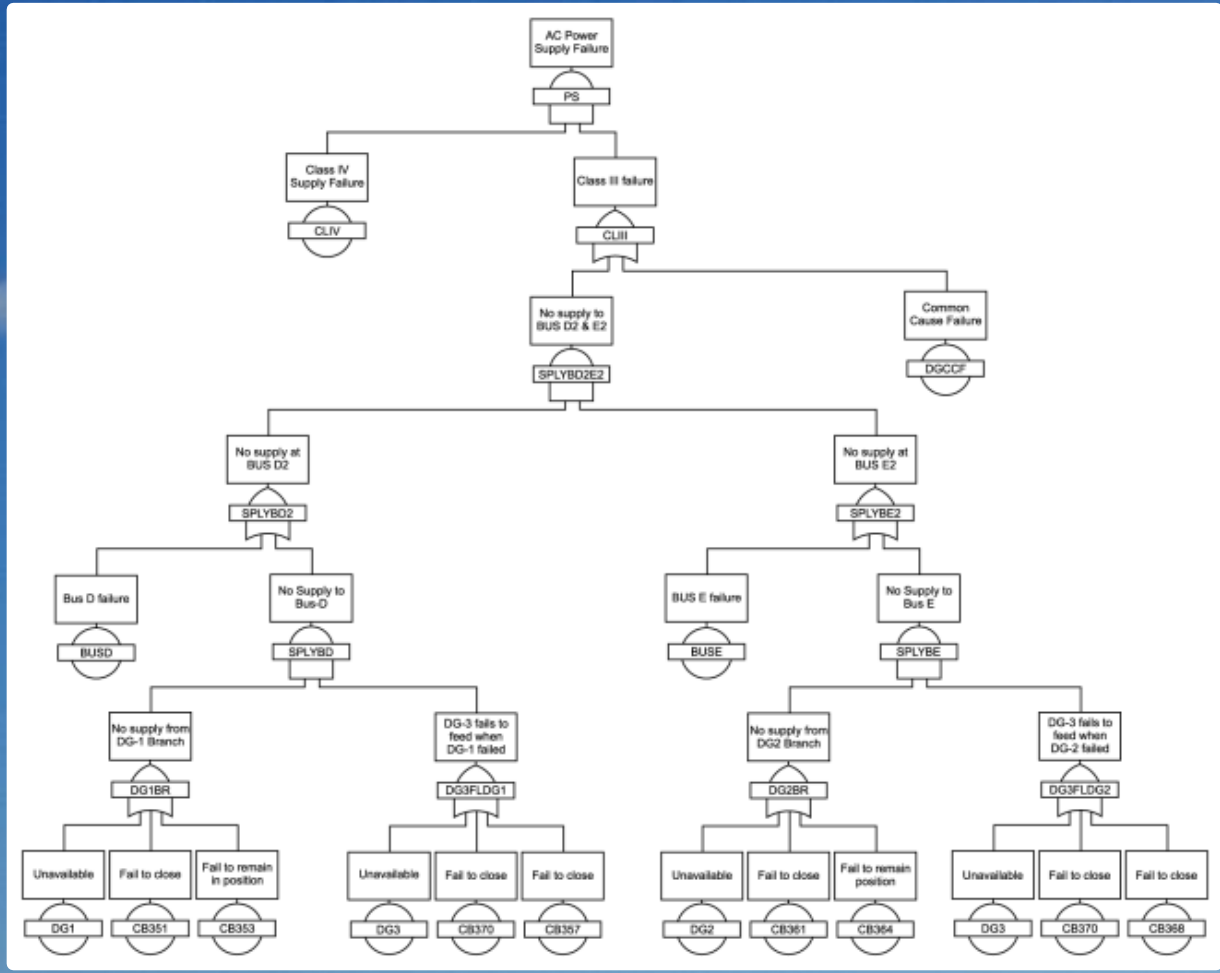 AC Power
Supply Failure
PS
Class IV
Supply Failure
Class III failure
CLIV
CLIII
No supply to
BUS D2 & E2
Common
Cause Failure
SPLYBD2E2
DGCCF
No supply at
BUS D2
No supply at
BUS E2
SPLYBD2
SPLYBE2
Bus D failure
No Supply to
Bus-D
BUS E failure
No Supply to
Bus E
BUSD
SPLYBD
BUSE
SPLYBE
No supply from
DG-1 Branch
DG-3 fails to
feed when
DG-1 failed
No supply from
DG2 Branch
DG-3 fails to
feed when
DG-2 failed
DG1BR
DG3FLDG1
DG2BR
DG3FLDG2
Unavailable
Fail to close
Fail to remain
in position
Unavailable
Fail to close
Fail to close
Unavailable
Fail to close
Fail to remain
position
Unavailable
Fail to close
Fail to close
DG1
CB351
CB353
DG3
CB370
CB357
DG2
CB361
CB364
DG3
CB370
CB368